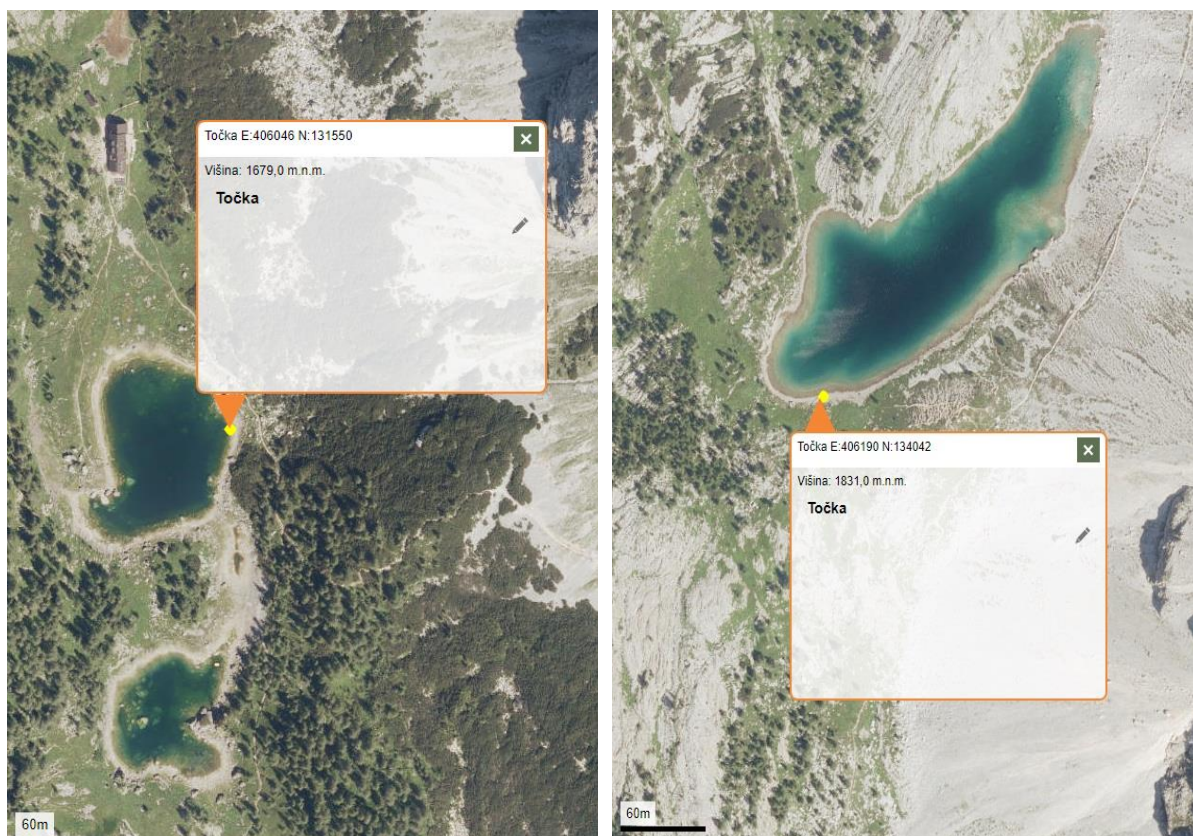 Točka E:406046 N:131550
Višina: 1679,0 m.n.m.
Točka
60m
Točka E:406190 N:134042
Višina: 1831,0 m.n.m.
Točka
60m